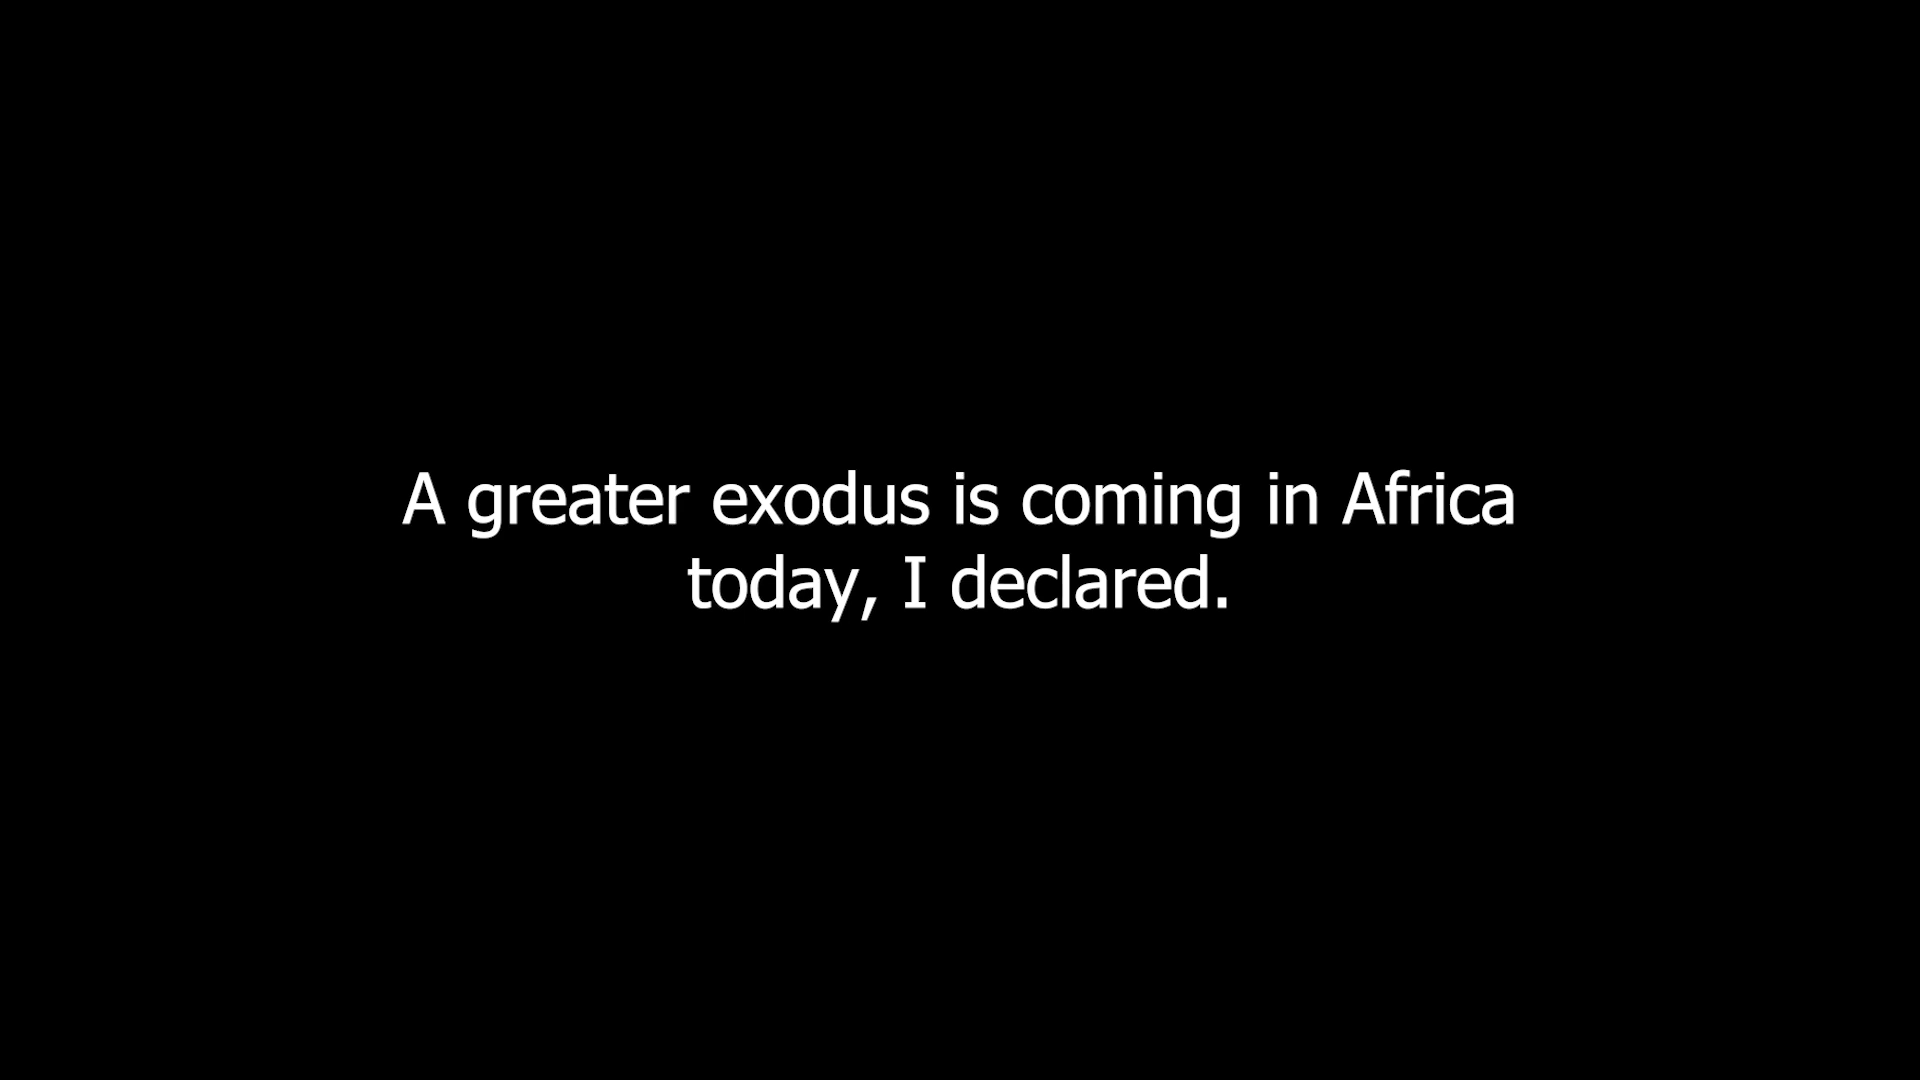 A greater exodus is coming in Africa
today, I declared.